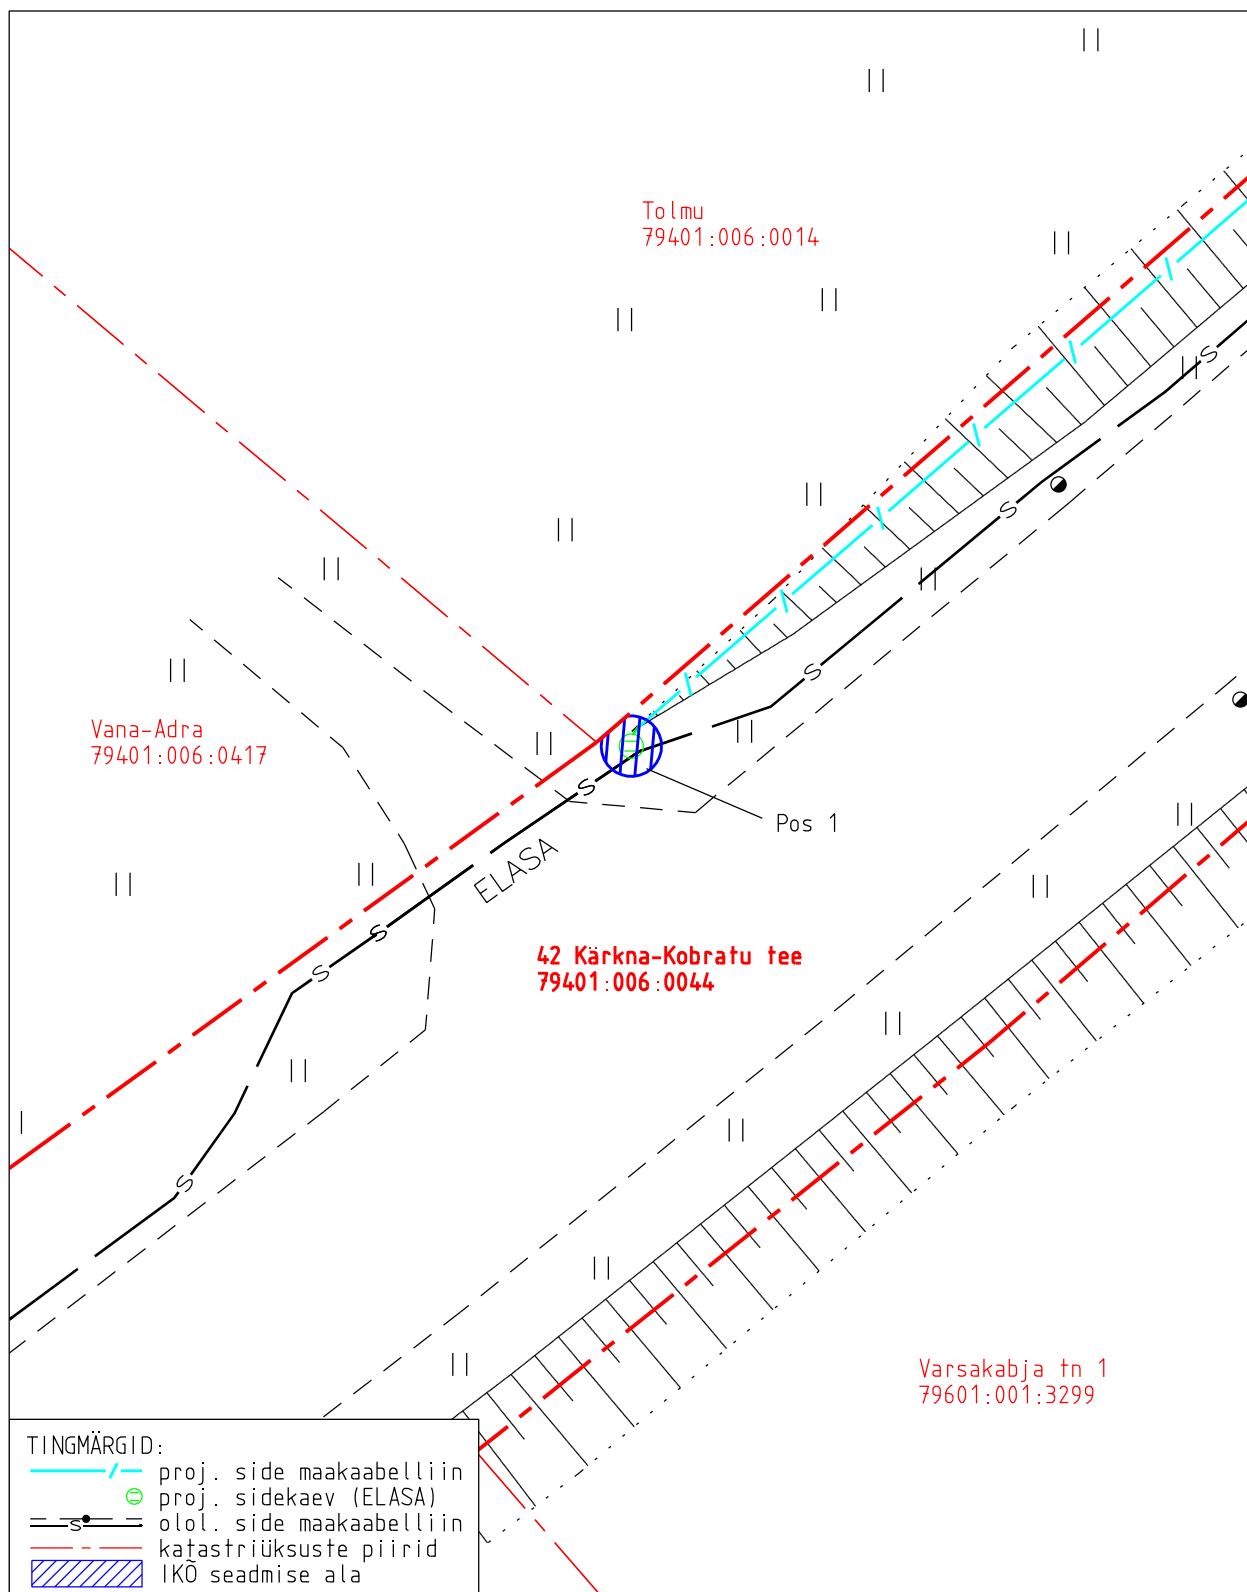 Tolmu
79401:006:0014
Vana-Adra
79401:006:0417
Pos 1
S
S
S
S
S
S
S
ELASA
42 Kärkna-Kobratu tee
79401:006:0044
Varsakabja tn 1
79601:001:3299
TINGMÄRGID:
proj. side maakaabelliin
proj. sidekaev (ELASA)
S olol. side maakaabelliin
katastriüksuste piirid
IKÕ seadmise ala